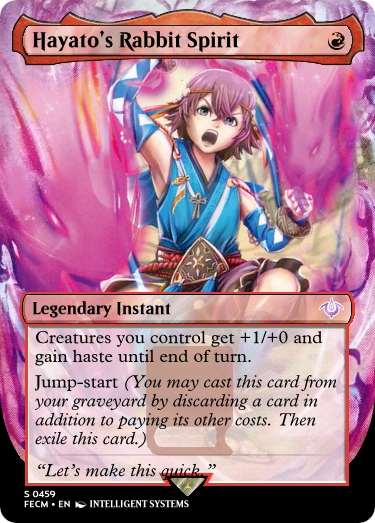 Hayato's Rabbit Spirit
Legendary Instant
Creatures you control get +1/+0 and
gain haste until end of turn.
Jump-start (You may cast this card from
your graveyard by discarding a card in
addition to paying its other costs. Then
exile this card.)
“Let's make this quick.”
S 0459
FECM • EN INTELLIGENT SYSTEMS